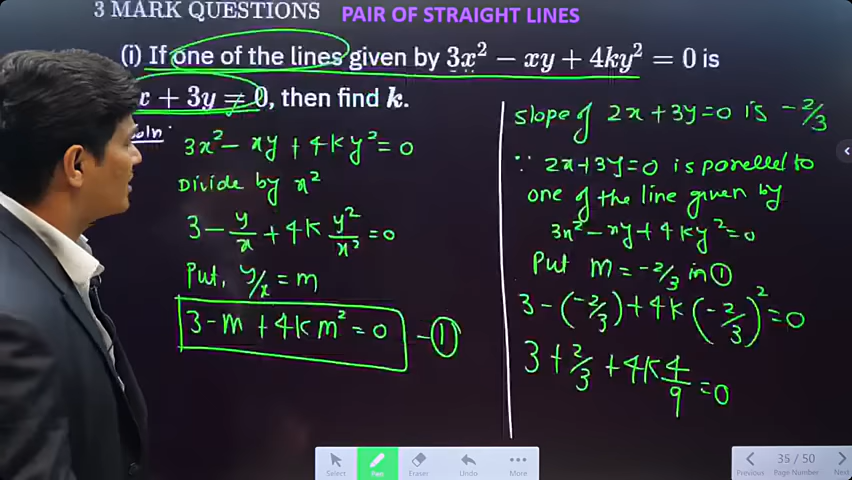 3 MARK QUESTIONS PAIR OF STRAIGHT LINES
(i) If one of the lines given by 3x² − xy + 4ky² = 0 is
x + 3y = 0, then find k.
Soln:
3x² − xy + 4ky² = 0
Divide by x²
3 − y/x + 4k y²/x² = 0
Put, y/x = m
3 − m + 4km² = 0 −①
slope of 2x + 3y = 0 is −2/3
∵ 2x+3y=0 is parellel to
one of the line given by
3x² − xy + 4ky² = 0
Put m = −2/3 in ①
3 − (−2/3) + 4k (−2/3)² = 0
3 + 2/3 + 4k 4/9 = 0
Select
Pen
Eraser
Undo
More
Previous
35 / 50
Page Number
Next